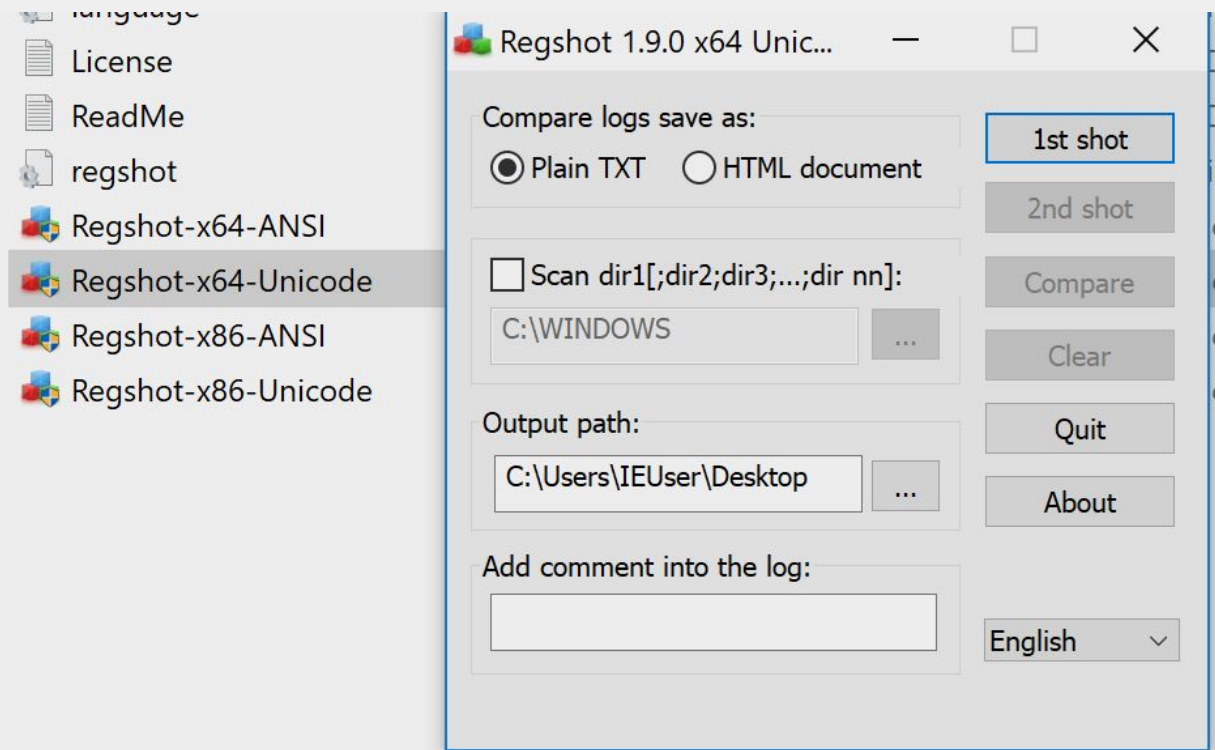 language
License
ReadMe
regshot
Regshot-x64-ANSI
Regshot-x64-Unicode
Regshot-x86-ANSI
Regshot-x86-Unicode
Regshot 1.9.0 x64 Unic...
Compare logs save as:
Plain TXT HTML document
Scan dir1[;dir2;dir3;...;dir nn]:
C:\WINDOWS
...
Output path:
C:\Users\IEUser\Desktop
...
Add comment into the log:
1st shot
2nd shot
Compare
Clear
Quit
About
English